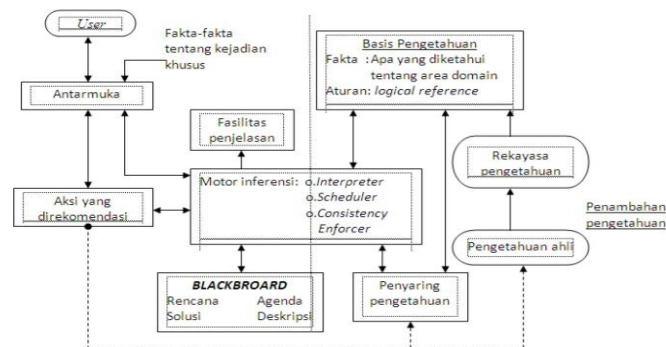 User
Fakta-fakta
tentang kejadian
khusus
Antarmuka
Basis Pengetahuan
Fakta : Apa yang diketahui
tentang area domain
Aturan: logical reference
Fasilitas
penjelasan
Rekayasa
pengetahuan
Motor inferensi: o.Interpreter
o.Scheduler
o.Consistency
Enforcer
Aksi yang
direkomendasi
Penambahan
pengetahuan
Pengetahuan ahli
BLACKBROARD
Rencana Agenda
Solusi Deskripsi
Penyaring
pengetahuan